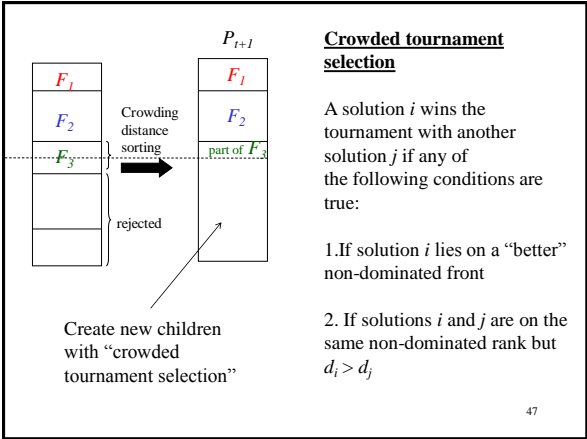 P_{t+1}
F_1
F_2
F_3
Crowding
distance
sorting
rejected
F_1
F_2
part of F_3
Create new children
with “crowded
tournament selection”
Crowded tournament
selection
A solution i wins the
tournament with another
solution j if any of
the following conditions are
true:
1.If solution i lies on a “better”
non-dominated front
2. If solutions i and j are on the
same non-dominated rank but
d_i > d_j
47